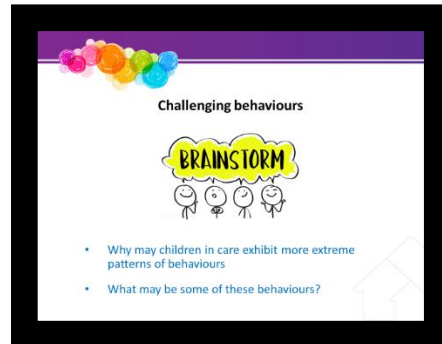 Challenging behaviours
BRAINSTORM
• Why may children in care exhibit more extreme
patterns of behaviours
• What may be some of these behaviours?